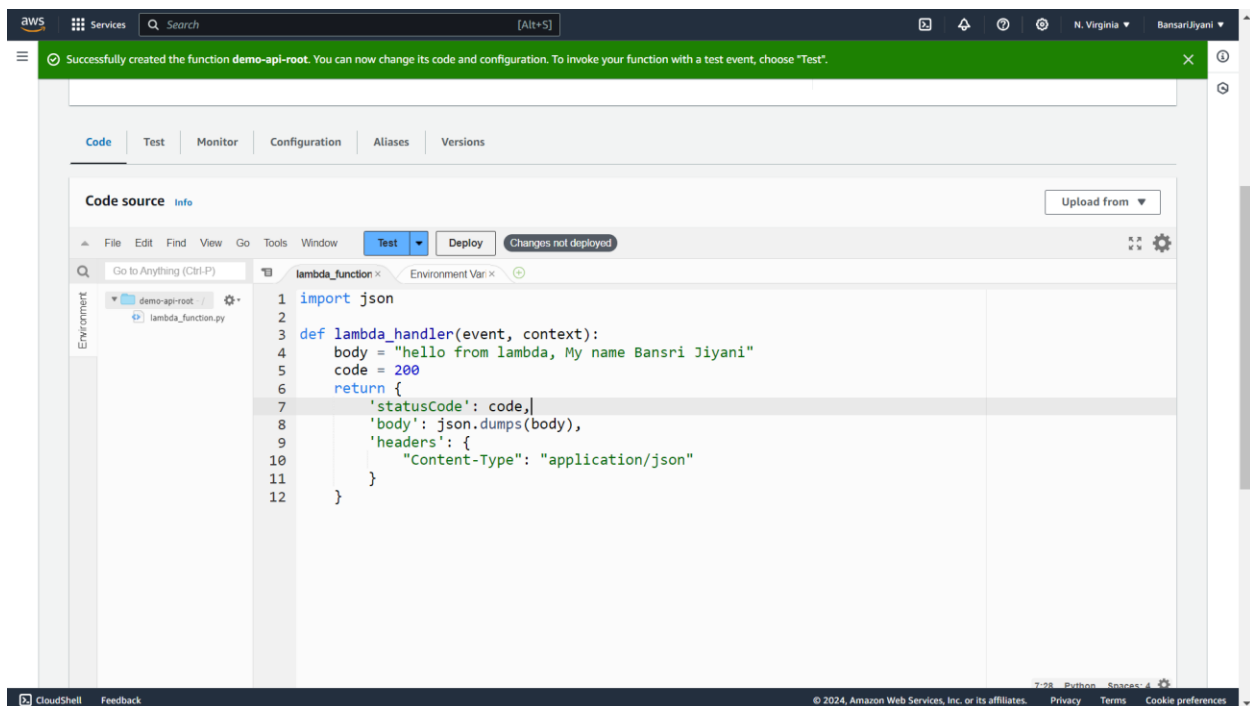 aws Services Search [Alt+S] N. Virginia ▼ BansariJiyani ▼
Successfully created the function demo-api-root. You can now change its code and configuration. To invoke your function with a test event, choose "Test".
Code Test Monitor Configuration Aliases Versions
Code source Info Upload from ▼
File Edit Find View Go Tools Window Test Deploy Changes not deployed
Go to Anything (Ctrl-P) lambda_function × Environment Vari ×
Environment
demo-api-root - /
lambda_function.py
1 import json
2
3 def lambda_handler(event, context):
4     body = "hello from lambda, My name Bansri Jiyani"
5     code = 200
6     return {
7         'statusCode': code,
8         'body': json.dumps(body),
9         'headers': {
10             "Content-Type": "application/json"
11         }
12     }
7:28 Python Spaces: 4
CloudShell Feedback © 2024, Amazon Web Services, Inc. or its affiliates. Privacy Terms Cookie preferences